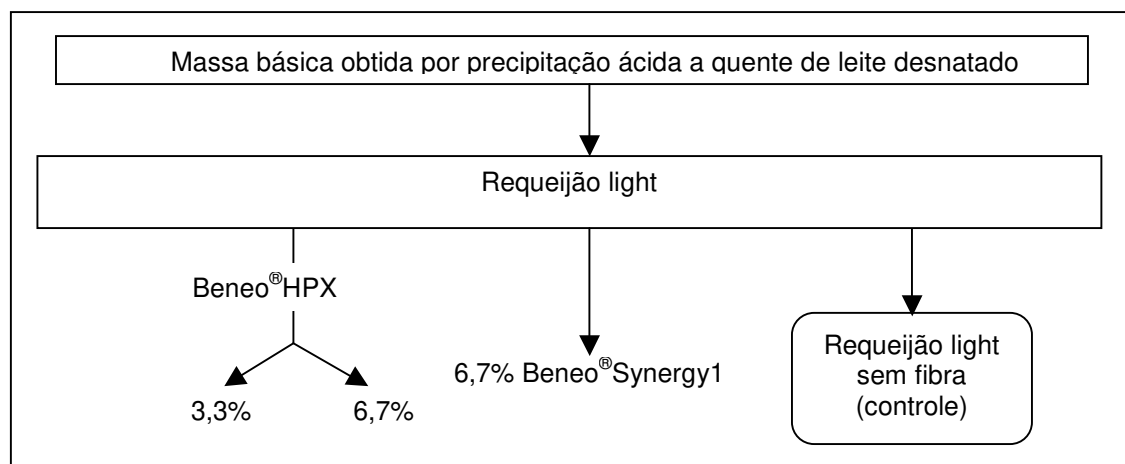 Massa básica obtida por precipitação ácida a quente de leite desnatado
Requeijão light
Beneo®HPX
3,3%
6,7%
6,7% Beneo®Synergy1
Requeijão light
sem fibra
(controle)